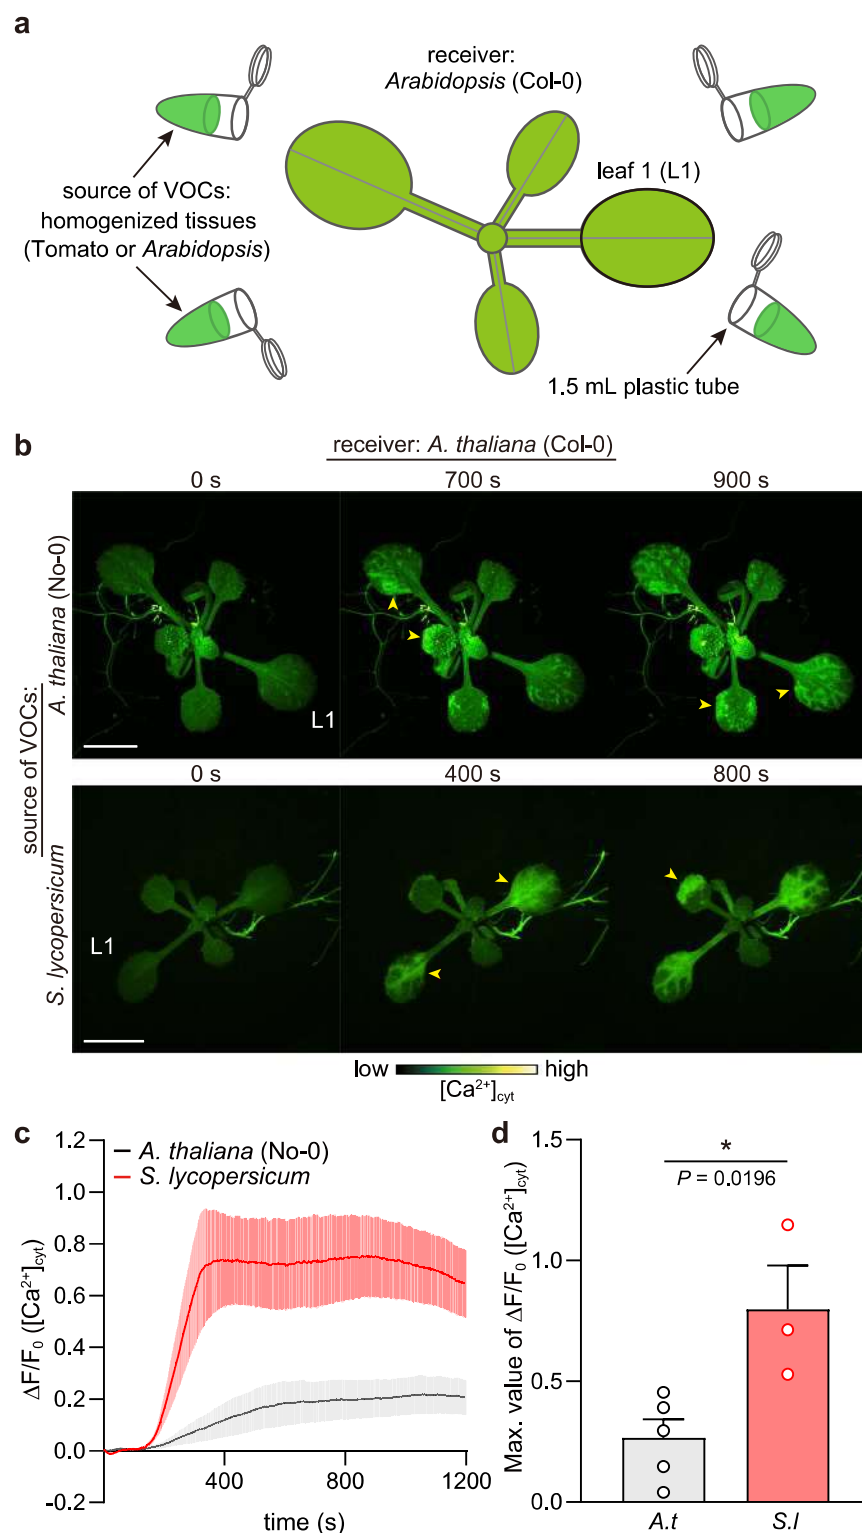 a
receiver:
Arabidopsis (Col-0)
leaf 1 (L1)
source of VOCs:
homogenized tissues
(Tomato or Arabidopsis)
1.5 mL plastic tube
b
receiver: A. thaliana (Col-0)
0 s
700 s
900 s
source of VOCs:
A. thaliana (No-0)
L1
0 s
400 s
800 s
S. lycopersicum
L1
low
high
[Ca²⁺]cyt
c
A. thaliana (No-0)
S. lycopersicum
ΔF/F₀ ([Ca²⁺]cyt)
1.2
1.0
0.8
0.6
0.4
0.2
0.0
-0.2
400
800
1200
time (s)
d
Max. value of ΔF/F₀ ([Ca²⁺]cyt)
1.5
1.0
0.5
0.0
*
P = 0.0196
A.t
S.l